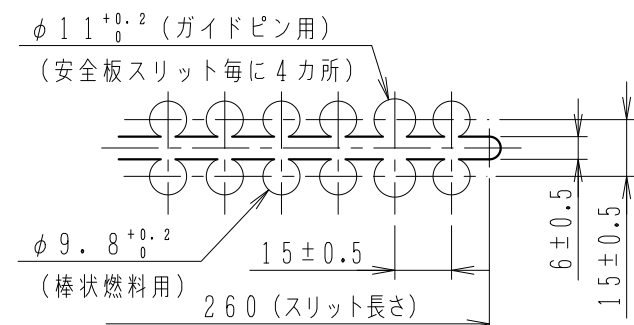 φ11 +0.2 0 (ガイドピン用)
(安全板スリット毎に4カ所)
φ9.8 +0.2 0
(棒状燃料用)
15±0.5
260(スリット長さ)
6±0.5
15±0.5